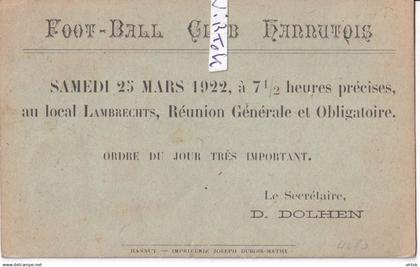 FOOT-BALL CLUB HANNUTOIS
SAMEDI 25 MARS 1922, à 7 1/2 heures précises,
au local LAMBRECHTS, Réunion Générale et Obligatoire.
ORDRE DU JOUR TRÈS IMPORTANT.
Le Secrétaire,
D. DOLHEN
HANNUT — IMPRIMERIE JOSEPH DUBOIS-MATHY